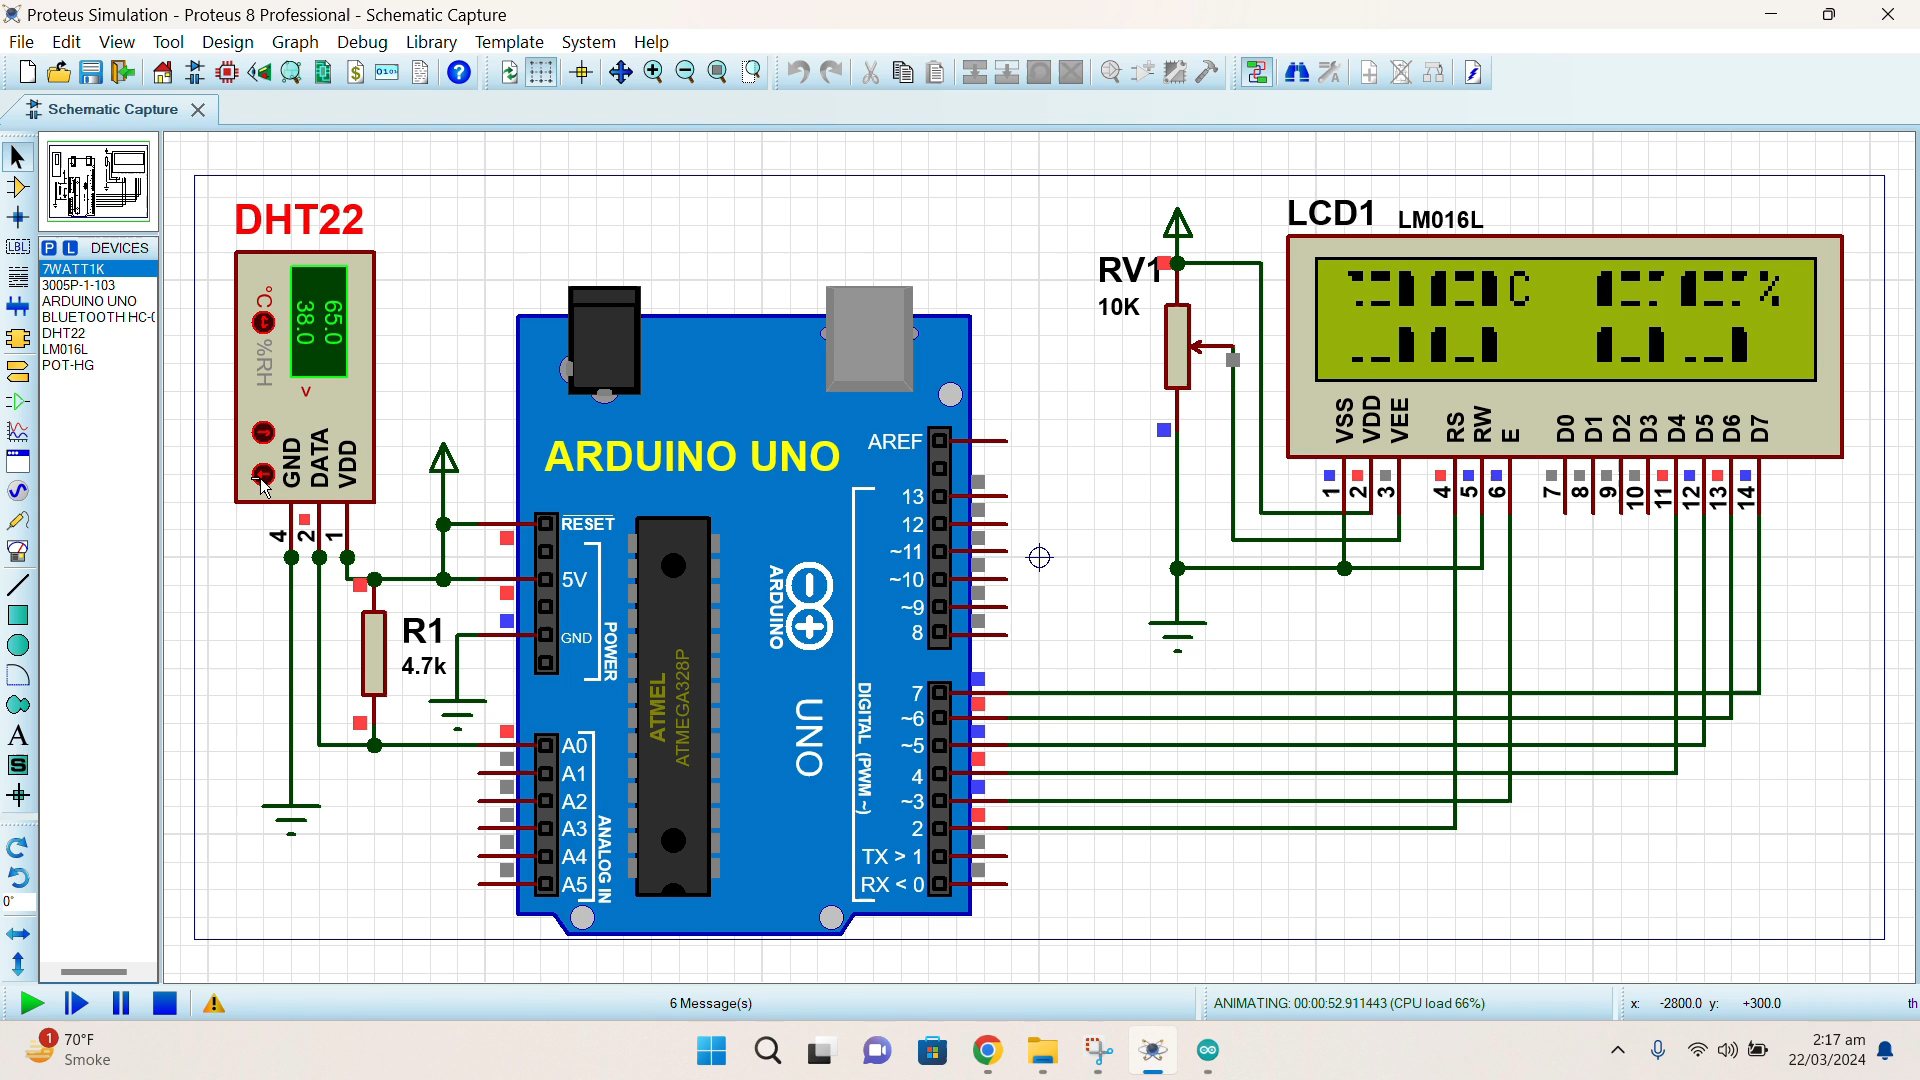 Proteus Simulation - Proteus 8 Professional - Schematic Capture
File Edit View Tool Design Graph Debug Library Template System Help
Schematic Capture
P L DEVICES
7WATT1K
3005P-1-103
ARDUINO UNO
BLUETOOTH HC-
DHT22
LM016L
POT-HG
LBL
0°
DHT22
°C
%RH
65.0
38.0
>
GND
DATA
VDD
4
2
1
R1
4.7k
ARDUINO UNO
RESET
5V
GND
POWER
A0
A1
A2
A3
A4
A5
ANALOG IN
ATMEL
ATMEGA328P
ARDUINO
UNO
AREF
13
12
~11
~10
~9
8
7
~6
~5
4
~3
2
TX > 1
RX < 0
DIGITAL (PWM ~)
RV1
10K
LCD1 LM016L
C %
VSS
VDD
VEE
RS
RW
E
D0
D1
D2
D3
D4
D5
D6
D7
1
2
3
4
5
6
7
8
9
10
11
12
13
14
6 Message(s)
ANIMATING: 00:00:52.911443 (CPU load 66%)
x: -2800.0 y: +300.0 th
1
70°F
Smoke
2:17 am
22/03/2024